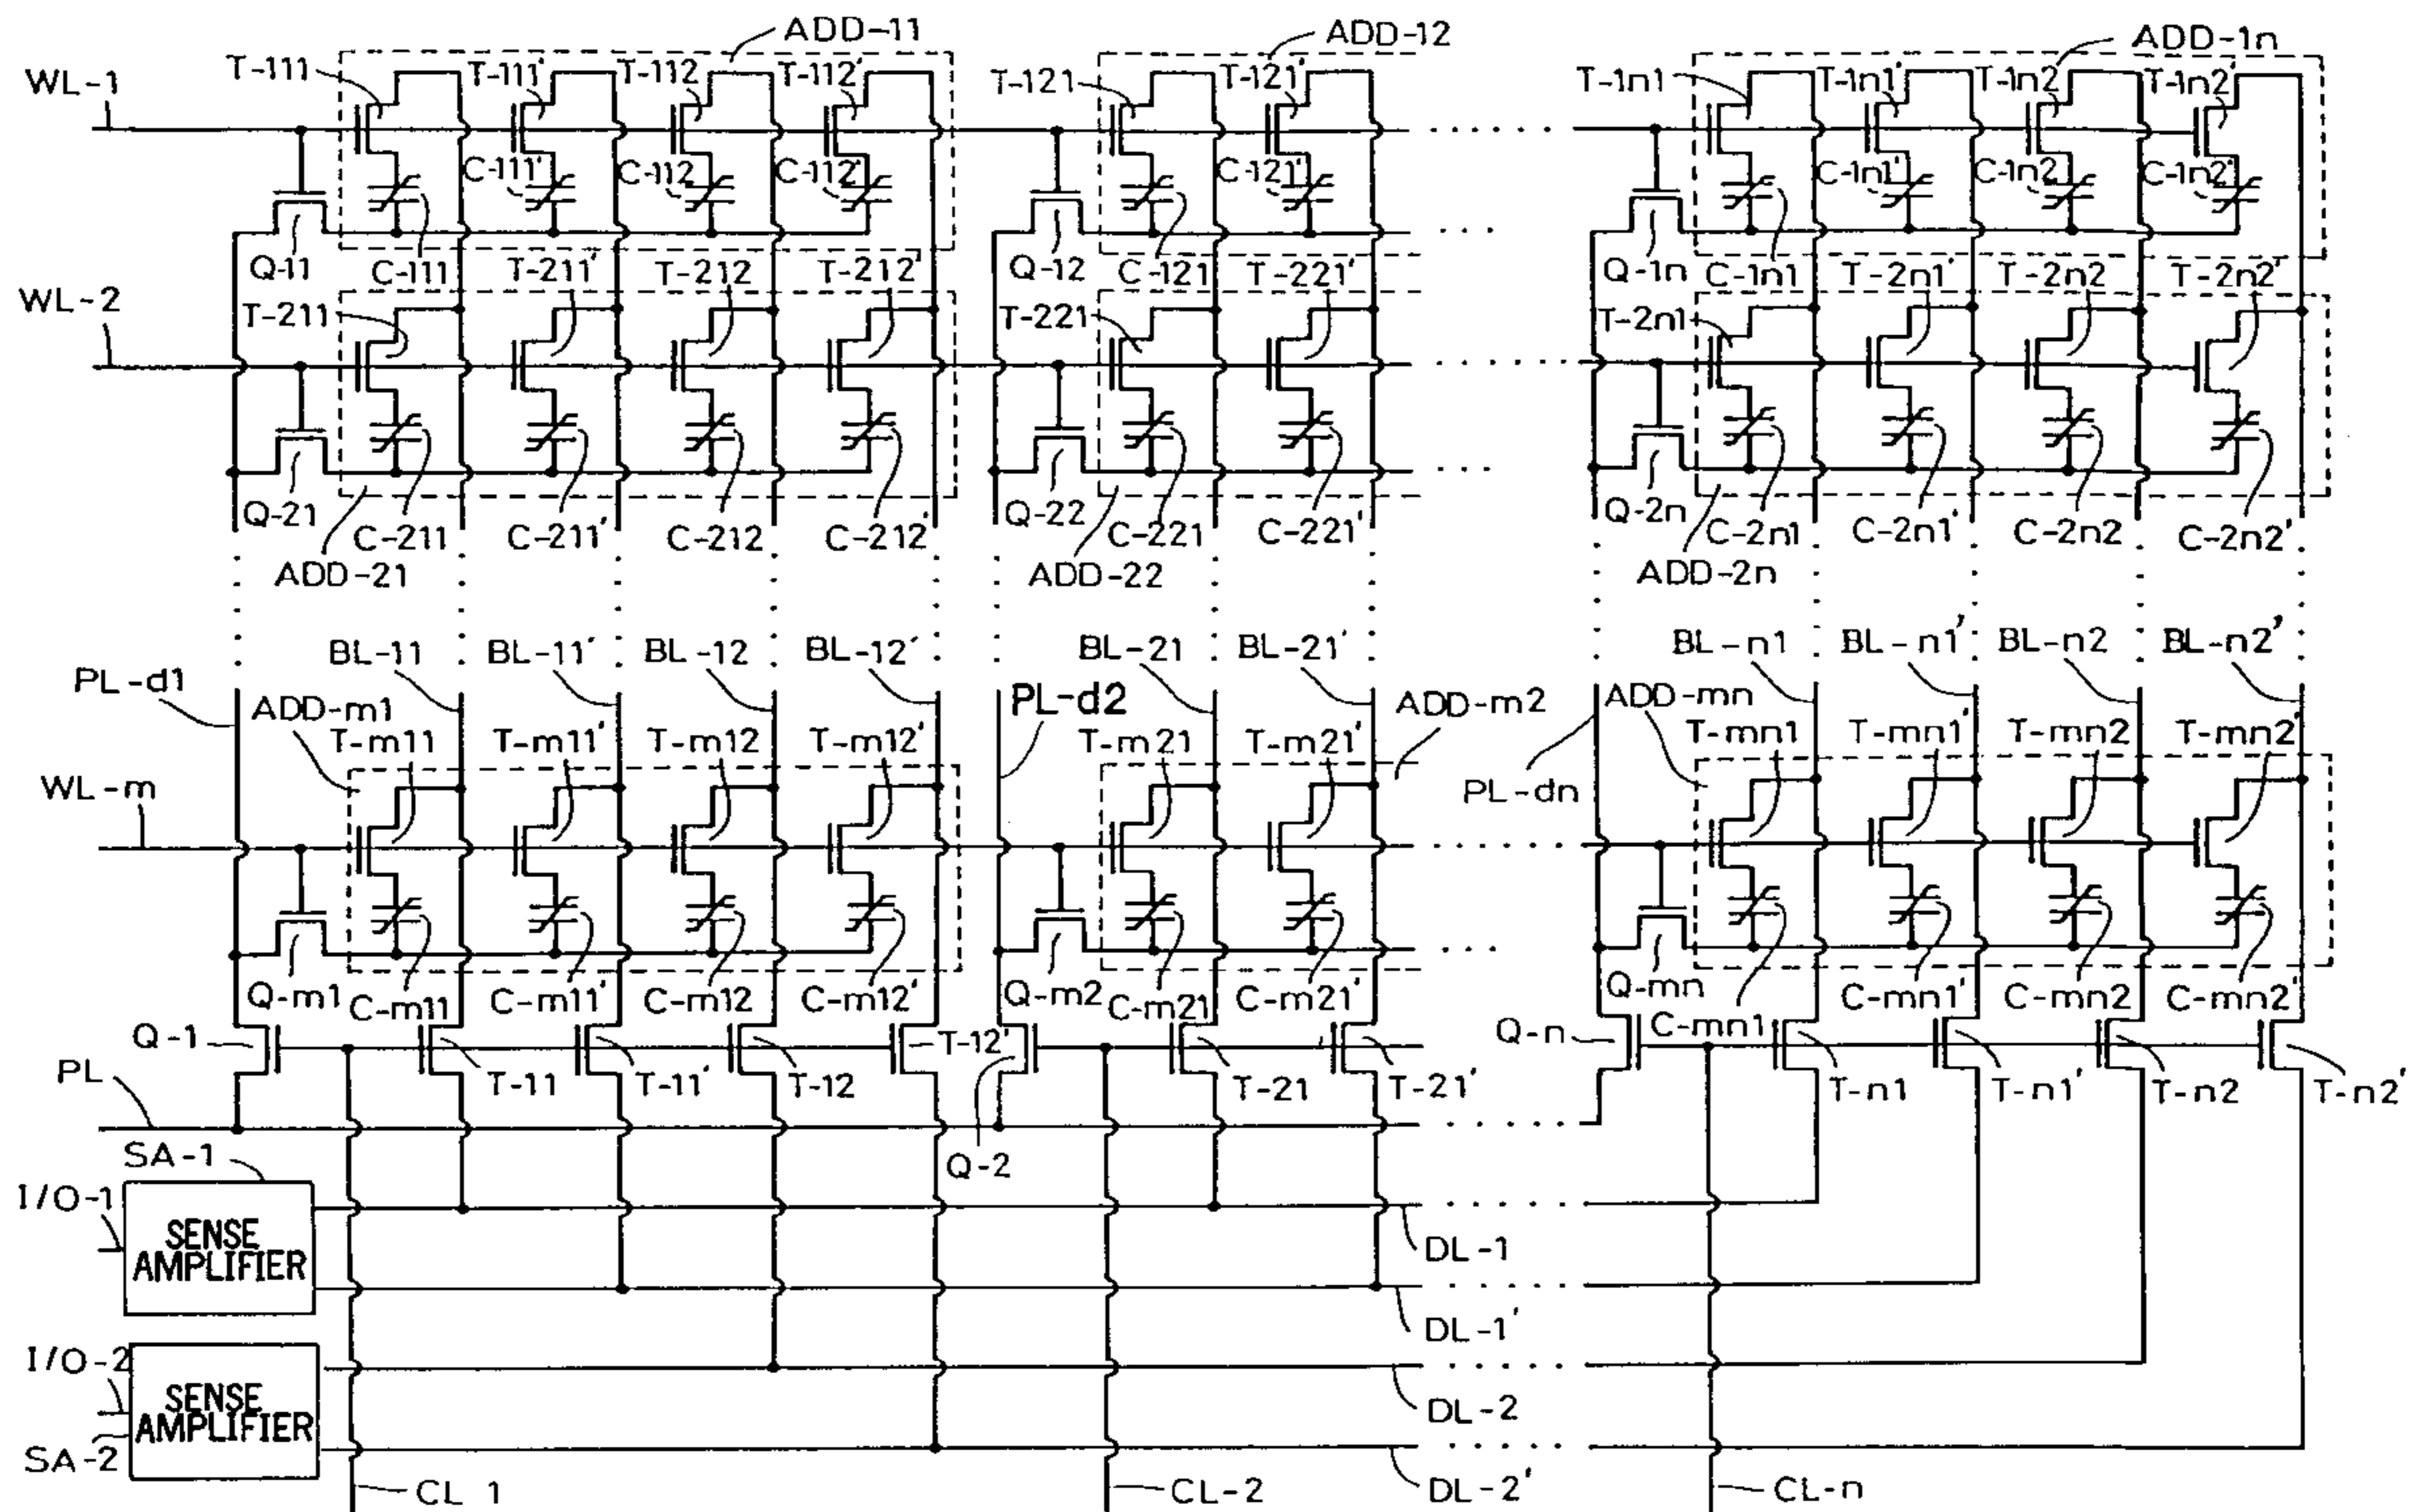 ADD-11
ADD-12
ADD-1n
WL-1
T-111
T-111'
T-112
T-112'
T-121
T-121'
T-1n1
T-1n1'
T-1n2
T-1n2'
C-111'
C-112
C-112'
C-121'
C-1n1'
C-1n2
C-1n2'
Q-11
C-111
T-211'
T-212
T-212'
Q-12
C-121
T-221'
Q-1n
C-1n1
T-2n1'
T-2n2
T-2n2'
WL-2
T-211
T-221
T-2n1
Q-21
C-211
C-211'
C-212
C-212'
Q-22
C-221
C-221'
Q-2n
C-2n1
C-2n1'
C-2n2
C-2n2'
ADD-21
ADD-22
ADD-2n
BL-11
BL-11'
BL-12
BL-12'
BL-21
BL-21'
BL-n1
BL-n1'
BL-n2
BL-n2'
PL-d1
ADD-m1
PL-d2
ADD-m2
ADD-mn
T-m11
T-m11'
T-m12
T-m12'
T-m21
T-m21'
T-mn1
T-mn1'
T-mn2
T-mn2'
WL-m
PL-dn
Q-m1
C-m11
C-m11'
C-m12
C-m12'
Q-m2
C-m21
C-m21'
Q-mn
C-mn1
C-mn1'
C-mn2
C-mn2'
Q-1
T-12'
Q-n
PL
T-11
T-11'
T-12
T-21
T-21'
T-n1
T-n1'
T-n2
T-n2'
SA-1
Q-2
I/O-1
SENSE
AMPLIFIER
DL-1
DL-1'
I/O-2
SENSE
AMPLIFIER
DL-2
SA-2
DL-2'
CL 1
CL-2
CL-n